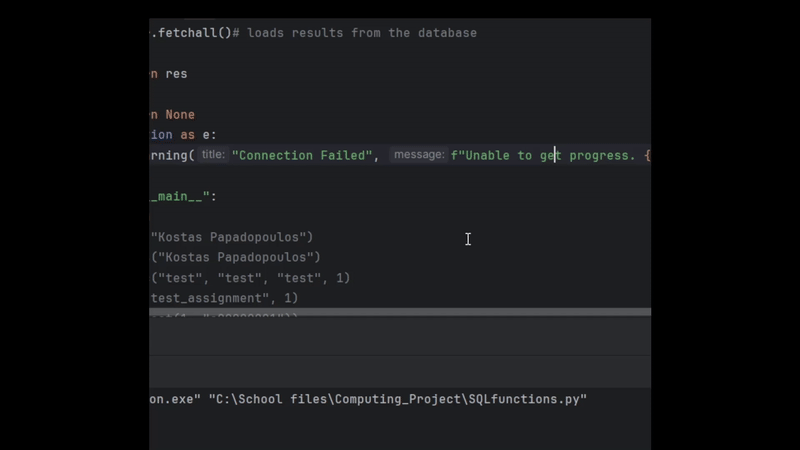 .fetchall()# loads results from the database
n res
n None
ion as e:
rning( title: "Connection Failed", message: f"Unable to get progress. {
_main__":
"Kostas Papadopoulos")
("Kostas Papadopoulos")
("test", "test", "test", 1)
test_assignment", 1)
on.exe" "C:\School files\Computing_Project\SQLfunctions.py"